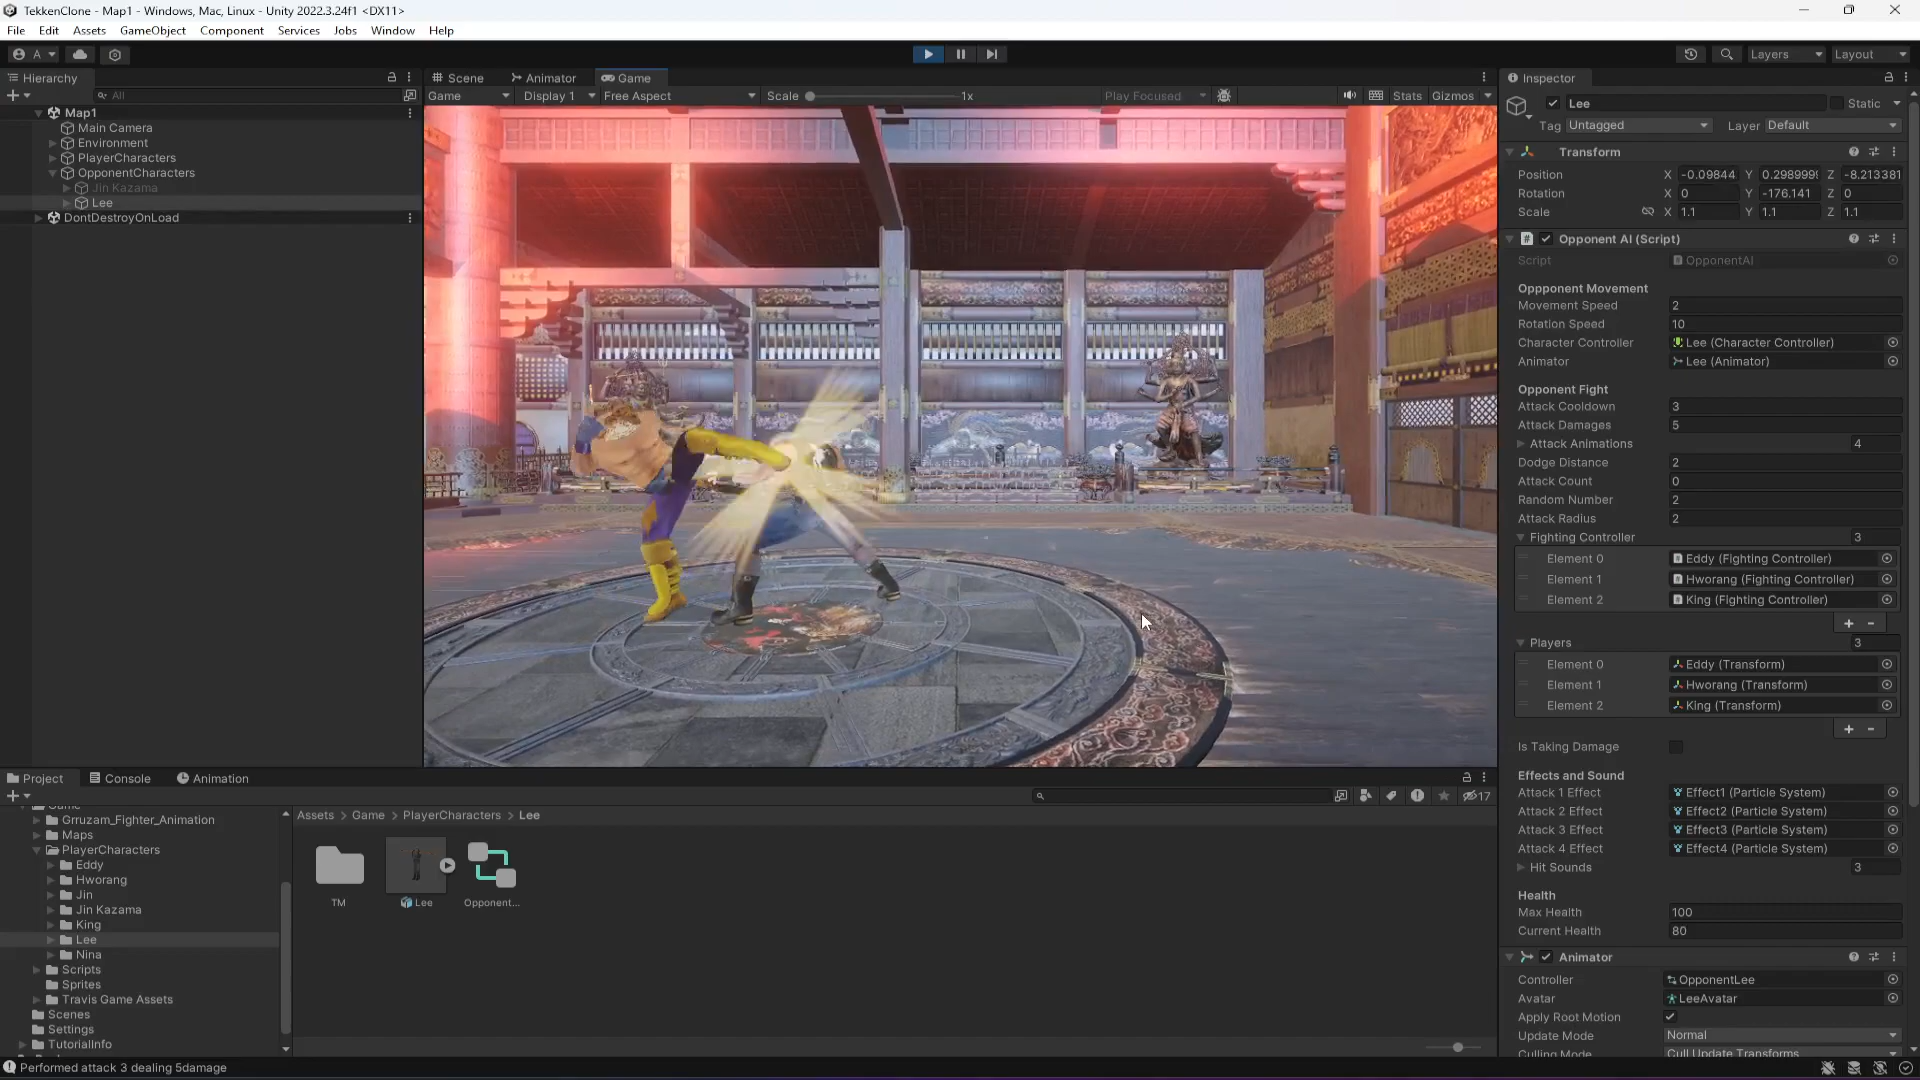 TekkenClone - Map1 - Windows, Mac, Linux - Unity 2022.3.24f1 <DX11>
File Edit Assets GameObject Component Services Jobs Window Help
A Layers Layout
Hierarchy
All
Map1
Main Camera
Environment
PlayerCharacters
OpponentCharacters
Jin Kazama
Lee
DontDestroyOnLoad
Scene Animator Game
Game Display 1 Free Aspect Scale 1x Play Focused Stats Gizmos
Inspector
Lee Static
Tag Untagged Layer Default
Transform
Position X -0.09844 Y 0.2989999 Z -8.213381
Rotation X 0 Y -176.141 Z 0
Scale X 1.1 Y 1.1 Z 1.1
Opponent AI (Script)
Script OpponentAI
Oppponent Movement
Movement Speed 2
Rotation Speed 10
Character Controller Lee (Character Controller)
Animator Lee (Animator)
Opponent Fight
Attack Cooldown 3
Attack Damages 5
Attack Animations 4
Dodge Distance 2
Attack Count 0
Random Number 2
Attack Radius 2
Fighting Controller 3
Element 0 Eddy (Fighting Controller)
Element 1 Hworang (Fighting Controller)
Element 2 King (Fighting Controller)
+ -
Players 3
Element 0 Eddy (Transform)
Element 1 Hworang (Transform)
Element 2 King (Transform)
+ -
Is Taking Damage
Effects and Sound
Attack 1 Effect Effect1 (Particle System)
Attack 2 Effect Effect2 (Particle System)
Attack 3 Effect Effect3 (Particle System)
Attack 4 Effect Effect4 (Particle System)
Hit Sounds 3
Health
Max Health 100
Current Health 80
Animator
Controller OpponentLee
Avatar LeeAvatar
Apply Root Motion
Update Mode Normal
Culling Mode Cull Update Transforms
Project Console Animation
17
Game
Grruzam_Fighter_Animation
Maps
PlayerCharacters
Eddy
Hworang
Jin
Jin Kazama
King
Lee
Nina
Scripts
Sprites
Travis Game Assets
Scenes
Settings
TutorialInfo
Assets > Game > PlayerCharacters > Lee
TM Lee Opponent...
Performed attack 3 dealing 5damage